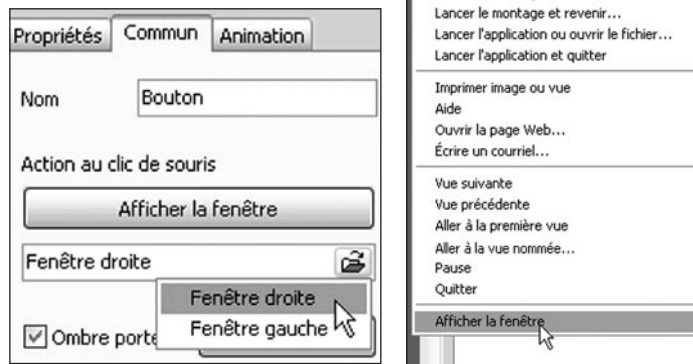 Propriétés Commun Animation
Nom Bouton
Action au clic de souris
Afficher la fenêtre
Fenêtre droite
Fenêtre droite
Fenêtre gauche
Ombre porte
Lancer le montage et revenir...
Lancer l'application ou ouvrir le fichier...
Lancer l'application et quitter
Imprimer image ou vue
Aide
Ouvrir la page Web...
Écrire un courriel...
Vue suivante
Vue précédente
Aller à la première vue
Aller à la vue nommée...
Pause
Quitter
Afficher la fenêtre